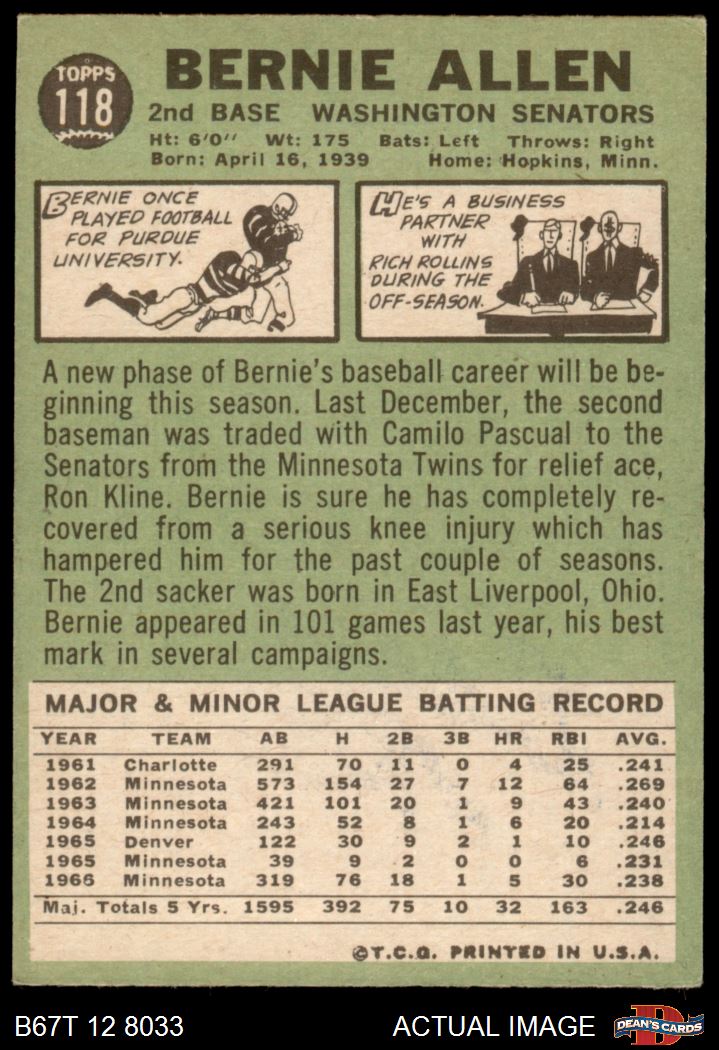 TOPPS
118
BERNIE ALLEN
2nd BASE WASHINGTON SENATORS
Ht: 6'0" Wt: 175 Bats: Left Throws: Right
Born: April 16, 1939 Home: Hopkins, Minn.
BERNIE ONCE
PLAYED FOOTBALL
FOR PURDUE
UNIVERSITY.
HE'S A BUSINESS
PARTNER
WITH
RICH ROLLINS
DURING THE
OFF-SEASON.
A new phase of Bernie's baseball career will be be-
ginning this season. Last December, the second
baseman was traded with Camilo Pascual to the
Senators from the Minnesota Twins for relief ace,
Ron Kline. Bernie is sure he has completely re-
covered from a serious knee injury which has
hampered him for the past couple of seasons.
The 2nd sacker was born in East Liverpool, Ohio.
Bernie appeared in 101 games last year, his best
mark in several campaigns.
MAJOR & MINOR LEAGUE BATTING RECORD
YEAR TEAM AB H 2B 3B HR RBI AVG.
1961 Charlotte 291 70 11 0 4 25 .241
1962 Minnesota 573 154 27 7 12 64 .269
1963 Minnesota 421 101 20 1 9 43 .240
1964 Minnesota 243 52 8 1 6 20 .214
1965 Denver 122 30 9 2 1 10 .246
1965 Minnesota 39 9 2 0 0 6 .231
1966 Minnesota 319 76 18 1 5 30 .238
Maj. Totals 5 Yrs. 1595 392 75 10 32 163 .246
©T.C.G. PRINTED IN U.S.A.
B67T 12 8033 ACTUAL IMAGE
D
DEAN'S CARDS